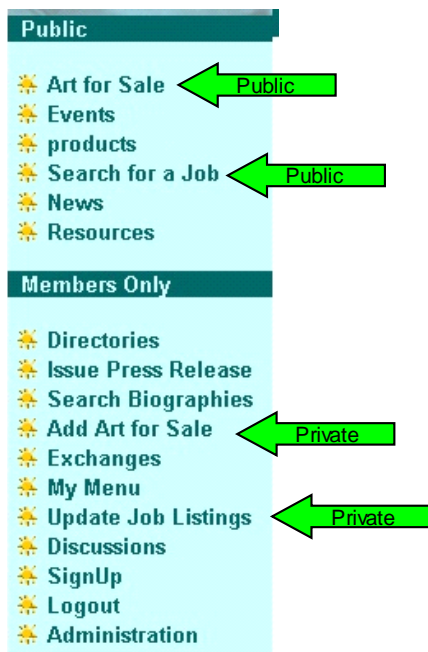 Public
Art for Sale
Public
Events
products
Search for a Job
Public
News
Resources
Members Only
Directories
Issue Press Release
Search Biographies
Add Art for Sale
Private
Exchanges
My Menu
Update Job Listings
Private
Discussions
SignUp
Logout
Administration